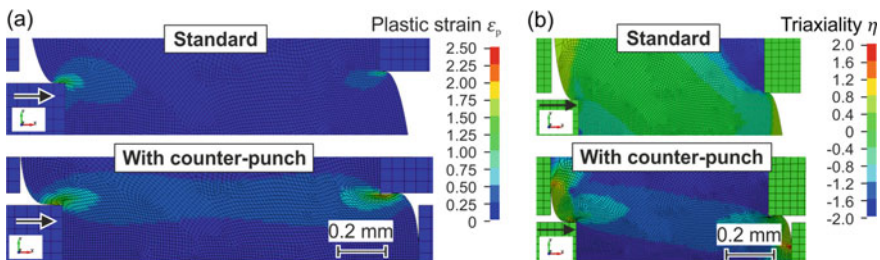 (a)
Standard
Plastic strain εp
2.50
2.25
2.00
1.75
1.50
1.25
1.00
0.75
0.50
0.25
0
With counter-punch
0.2 mm
(b)
Standard
Triaxiality η
2.0
1.6
1.2
0.8
0.4
0
-0.4
-0.8
-1.2
-1.6
-2.0
With counter-punch
0.2 mm